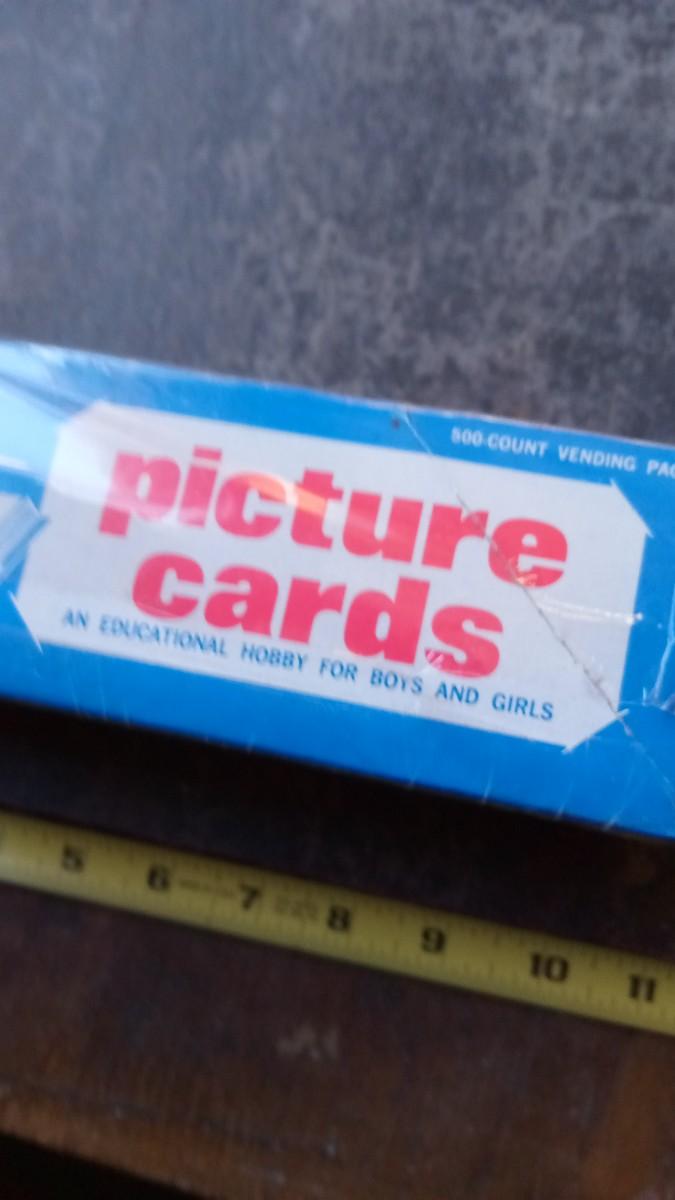 500-COUNT VENDING PAC
picture
cards
AN EDUCATIONAL HOBBY FOR BOYS AND GIRLS
5 6 7 8 9 10 11